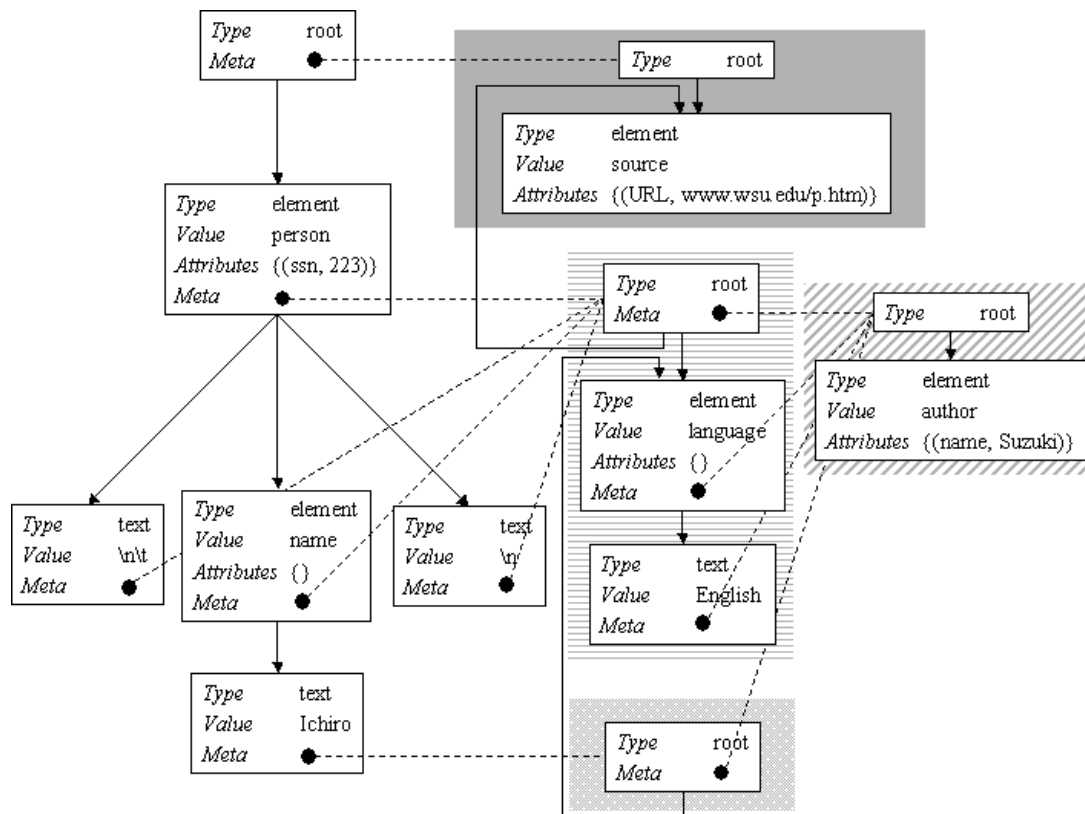 Type root
Meta
Type root
Type element
Value source
Attributes {(URL, www.wsu.edu/p.htm)}
Type element
Value person
Attributes {(ssn, 223)}
Meta
Type root
Meta
Type root
Type element
Value author
Attributes {(name, Suzuki)}
Type element
Value language
Attributes {}
Meta
Type text
Value \n\t
Meta
Type element
Value name
Attributes {}
Meta
Type text
Value \n
Meta
Type text
Value English
Meta
Type text
Value Ichiro
Meta
Type root
Meta